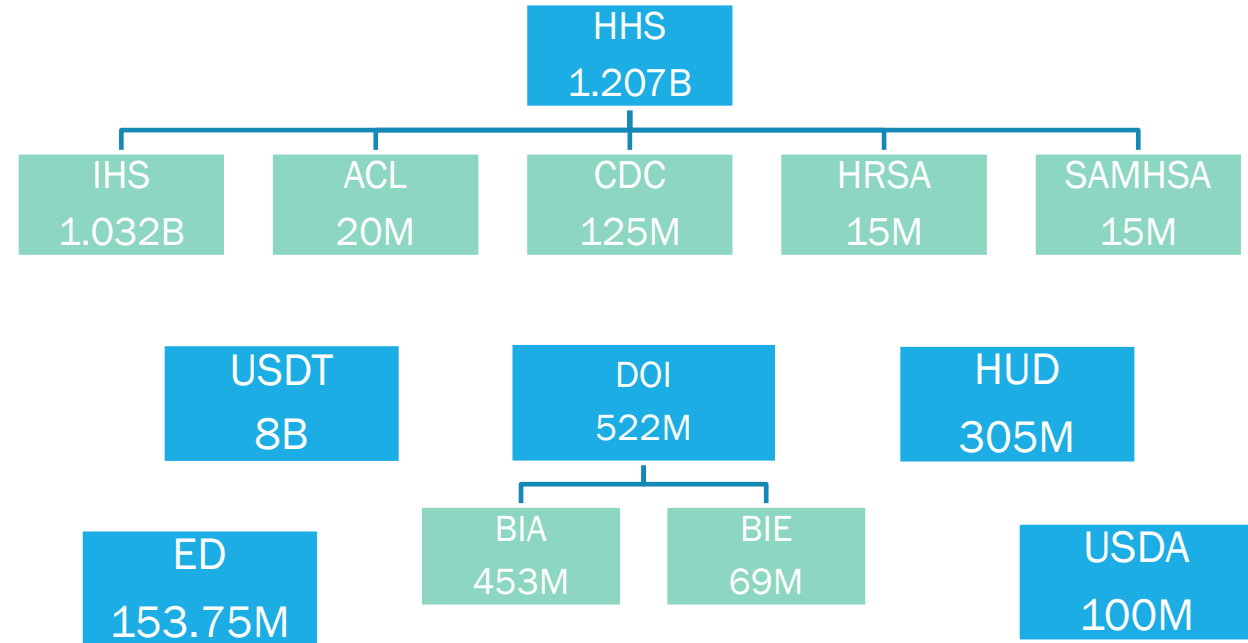 HHS
1.207B
IHS
1.032B
ACL
20M
CDC
125M
HRSA
15M
SAMHSA
15M
USDT
8B
DOI
522M
HUD
305M
BIA
453M
BIE
69M
ED
153.75M
USDA
100M